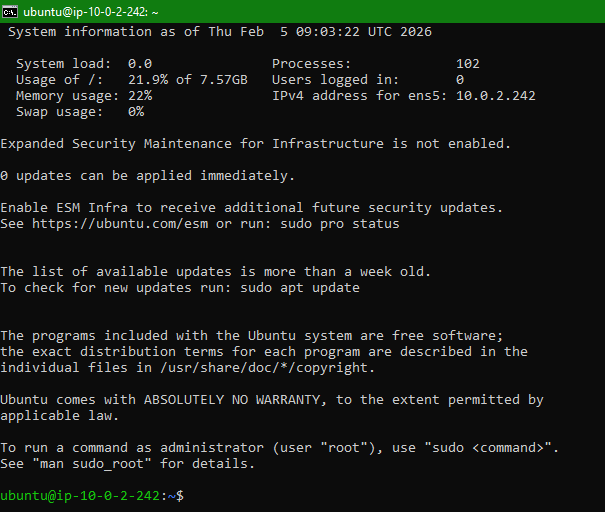 ubuntu@ip-10-0-2-242: ~
System information as of Thu Feb  5 09:03:22 UTC 2026
System load:  0.0               Processes:             102
Usage of /:   21.9% of 7.57GB   Users logged in:       0
Memory usage: 22%               IPv4 address for ens5: 10.0.2.242
Swap usage:   0%
Expanded Security Maintenance for Infrastructure is not enabled.
0 updates can be applied immediately.
Enable ESM Infra to receive additional future security updates.
See https://ubuntu.com/esm or run: sudo pro status
The list of available updates is more than a week old.
To check for new updates run: sudo apt update
The programs included with the Ubuntu system are free software;
the exact distribution terms for each program are described in the
individual files in /usr/share/doc/*/copyright.
Ubuntu comes with ABSOLUTELY NO WARRANTY, to the extent permitted by
applicable law.
To run a command as administrator (user "root"), use "sudo <command>".
See "man sudo_root" for details.
ubuntu@ip-10-0-2-242:~$